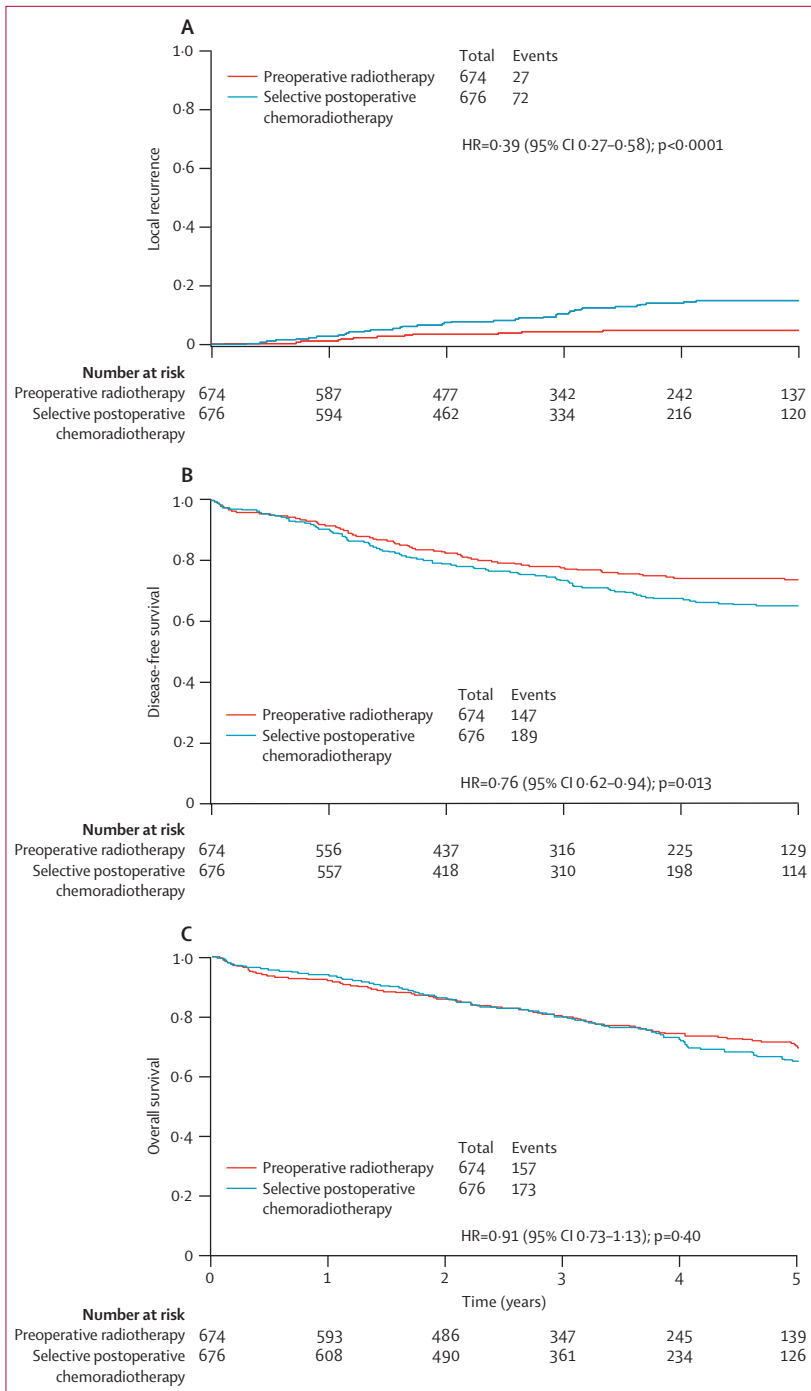 A
1·0
Total Events
Preoperative radiotherapy 674 27
Selective postoperative 676 72
chemoradiotherapy
0·8
HR=0·39 (95% CI 0·27–0·58); p<0·0001
0·6
Local recurrence
0·4
0·2
0
Number at risk
Preoperative radiotherapy 674 587 477 342 242 137
Selective postoperative 676 594 462 334 216 120
chemoradiotherapy
B
1·0
0·8
0·6
Disease-free survival
0·4
Total Events
Preoperative radiotherapy 674 147
Selective postoperative 676 189
chemoradiotherapy
0·2
HR=0·76 (95% CI 0·62–0·94); p=0·013
0
Number at risk
Preoperative radiotherapy 674 556 437 316 225 129
Selective postoperative 676 557 418 310 198 114
chemoradiotherapy
C
1·0
0·8
0·6
Overall survival
0·4
Total Events
Preoperative radiotherapy 674 157
Selective postoperative 676 173
chemoradiotherapy
0·2
HR=0·91 (95% CI 0·73–1·13); p=0·40
0
0 1 2 3 4 5
Time (years)
Number at risk
Preoperative radiotherapy 674 593 486 347 245 139
Selective postoperative 676 608 490 361 234 126
chemoradiotherapy